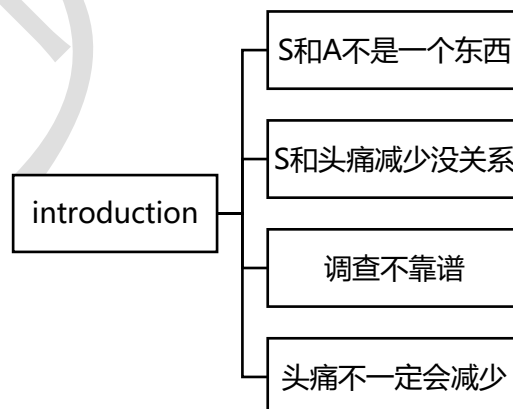 S和A不是一个东西
S和头痛减少没关系
introduction
调查不靠谱
头痛不一定会减少